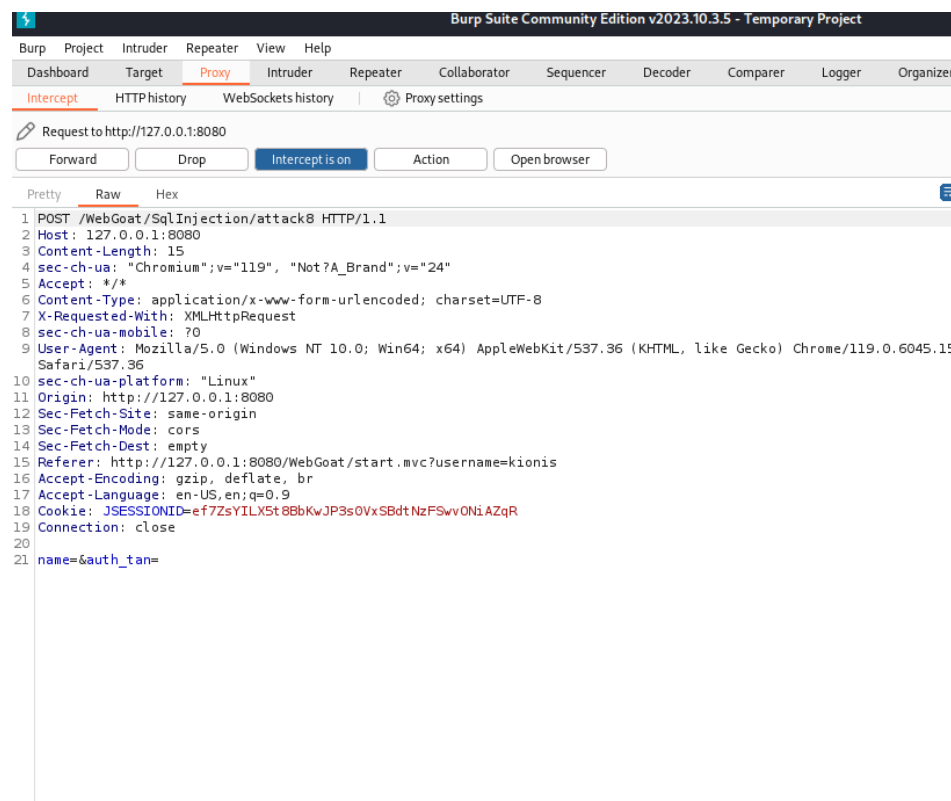 Burp Suite Community Edition v2023.10.3.5 - Temporary Project
Burp Project Intruder Repeater View Help
Dashboard Target Proxy Intruder Repeater Collaborator Sequencer Decoder Comparer Logger Organizer
Intercept HTTP history WebSockets history Proxy settings
Request to http://127.0.0.1:8080
Forward Drop Intercept is on Action Open browser
Pretty Raw Hex
1 POST /WebGoat/SqlInjection/attack8 HTTP/1.1
2 Host: 127.0.0.1:8080
3 Content-Length: 15
4 sec-ch-ua: "Chromium";v="119", "Not?A_Brand";v="24"
5 Accept: */*
6 Content-Type: application/x-www-form-urlencoded; charset=UTF-8
7 X-Requested-With: XMLHttpRequest
8 sec-ch-ua-mobile: ?0
9 User-Agent: Mozilla/5.0 (Windows NT 10.0; Win64; x64) AppleWebKit/537.36 (KHTML, like Gecko) Chrome/119.0.6045.15
Safari/537.36
10 sec-ch-ua-platform: "Linux"
11 Origin: http://127.0.0.1:8080
12 Sec-Fetch-Site: same-origin
13 Sec-Fetch-Mode: cors
14 Sec-Fetch-Dest: empty
15 Referer: http://127.0.0.1:8080/WebGoat/start.mvc?username=kionis
16 Accept-Encoding: gzip, deflate, br
17 Accept-Language: en-US,en;q=0.9
18 Cookie: JSESSIONID=ef7ZsYILX5t8BbKwJP3s0VxSBdtNzFSwvONiAZqR
19 Connection: close
20
21 name=&auth_tan=